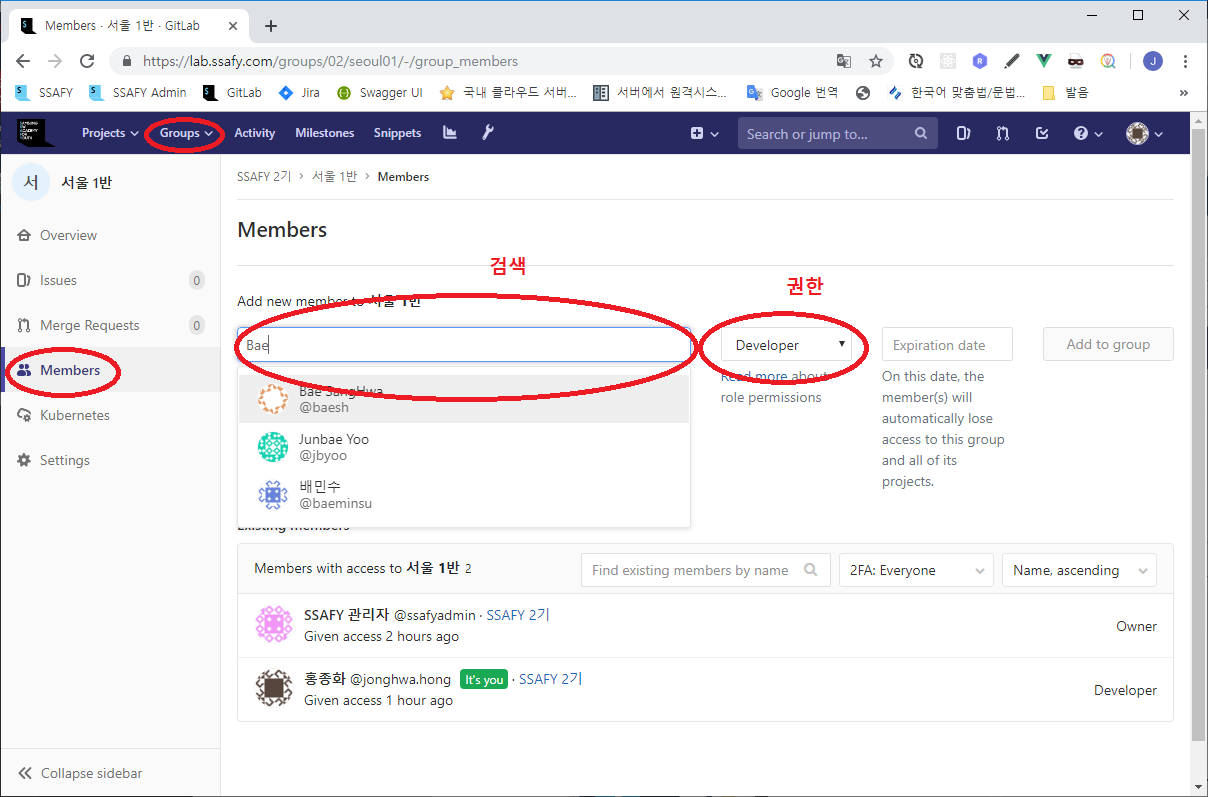 Members · 서울 1반 · GitLab
https://lab.ssafy.com/groups/02/seoul01/-/group_members
SSAFY SSAFY Admin GitLab Jira Swagger UI 국내 클라우드 서버... 서버에서 원격시스... Google 번역 한국어 맞춤법/문법... 발음 »
Projects Groups Activity Milestones Snippets Search or jump to...
서 서울 1반
Overview
Issues 0
Merge Requests 0
Members
Kubernetes
Settings
Collapse sidebar
SSAFY 2기 > 서울 1반 > Members
Members
검색
권한
Add new member to 서울 1반
Bae
Developer
Expiration date
Add to group
Read more about
role permissions
On this date, the
member(s) will
automatically lose
access to this group
and all of its
projects.
Bae SangHwa
@baesh
Junbae Yoo
@jbyoo
배민수
@baeminsu
Existing members
Members with access to 서울 1반 2
Find existing members by name
2FA: Everyone
Name, ascending
SSAFY 관리자 @ssafyadmin · SSAFY 2기
Given access 2 hours ago
Owner
홍종화 @jonghwa.hong It's you · SSAFY 2기
Given access 1 hour ago
Developer